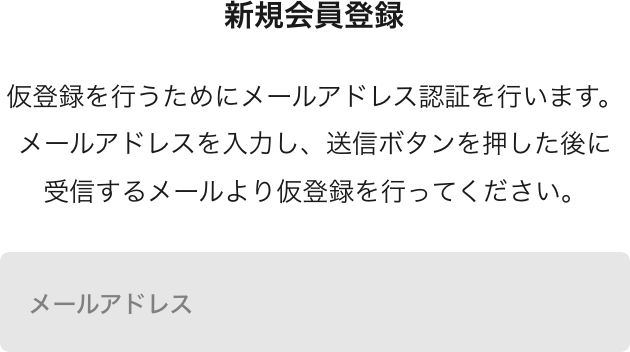 新規会員登録
仮登録を行うためにメールアドレス認証を行います。
メールアドレスを入力し、送信ボタンを押した後に
受信するメールより仮登録を行ってください。
メールアドレス